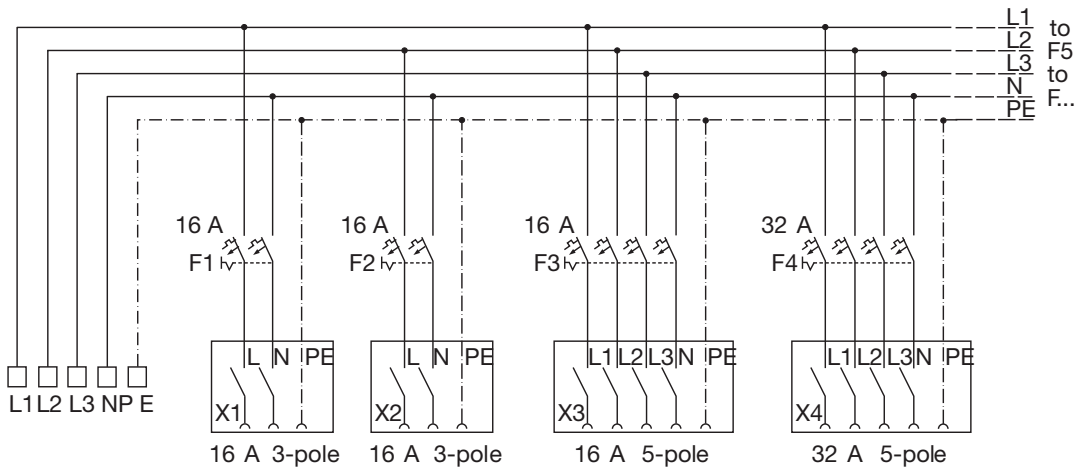 L1 to
L2 F5
L3 to
N F...
PE
16 A 16 A 16 A 32 A
F1 F2 F3 F4
L N PE L N PE L1 L2 L3 N PE L1 L2 L3 N PE
L1 L2 L3 N P E X1 X2 X3 X4
16 A 3-pole 16 A 3-pole 16 A 5-pole 32 A 5-pole